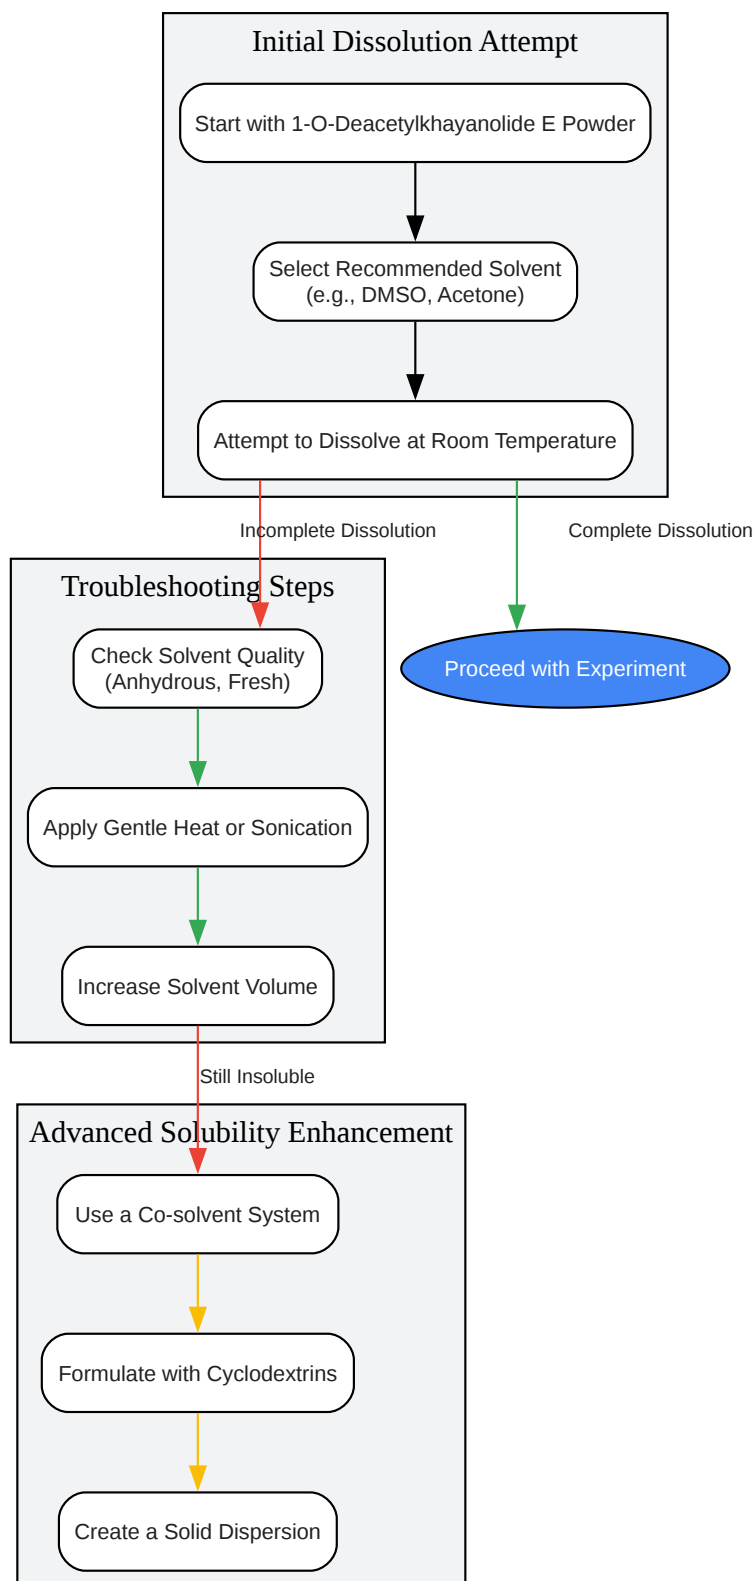 Initial Dissolution Attempt
Start with 1-O-Deacetylkhayanolide E Powder
Select Recommended Solvent
(e.g., DMSO, Acetone)
Attempt to Dissolve at Room Temperature
Incomplete Dissolution
Complete Dissolution
Troubleshooting Steps
Check Solvent Quality
(Anhydrous, Fresh)
Proceed with Experiment
Apply Gentle Heat or Sonication
Increase Solvent Volume
Still Insoluble
Advanced Solubility Enhancement
Use a Co-solvent System
Formulate with Cyclodextrins
Create a Solid Dispersion